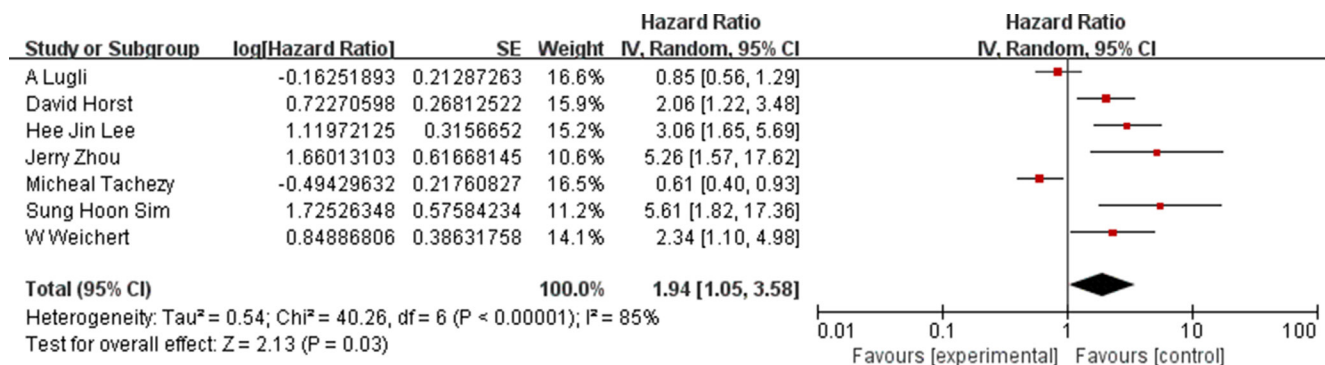 Hazard Ratio Hazard Ratio
Study or Subgroup log[Hazard Ratio] SE Weight IV, Random, 95% CI IV, Random, 95% CI
A Lugli -0.16251893 0.21287263 16.6% 0.85 [0.56, 1.29]
David Horst 0.72270598 0.26812522 15.9% 2.06 [1.22, 3.48]
Hee Jin Lee 1.11972125 0.3156652 15.2% 3.06 [1.65, 5.69]
Jerry Zhou 1.66013103 0.61668145 10.6% 5.26 [1.57, 17.62]
Micheal Tachezy -0.49429632 0.21760827 16.5% 0.61 [0.40, 0.93]
Sung Hoon Sim 1.72526348 0.57584234 11.2% 5.61 [1.82, 17.36]
W Weichert 0.84886806 0.38631758 14.1% 2.34 [1.10, 4.98]
Total (95% CI) 100.0% 1.94 [1.05, 3.58]
Heterogeneity: Tau² = 0.54; Chi² = 40.26, df = 6 (P < 0.00001); I² = 85%
Test for overall effect: Z = 2.13 (P = 0.03)
0.01 0.1 1 10 100
Favours [experimental] Favours [control]